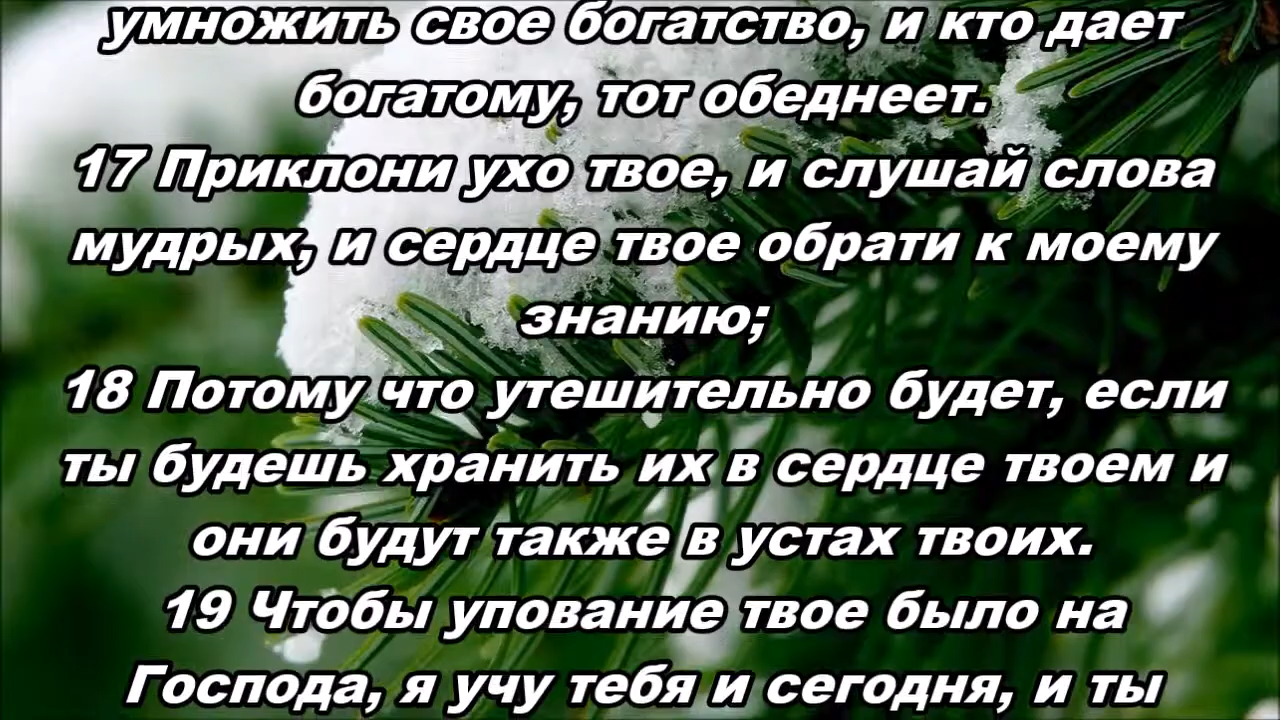 умножить свое богатство, и кто дает
богатому, тот обеднеет.
17 Приклони ухо твое, и слушай слова
мудрых, и сердце твое обрати к моему
знанию;
18 Потому что утешительно будет, если
ты будешь хранить их в сердце твоем и
они будут также в устах твоих.
19 Чтобы упование твое было на
Господа, я учу тебя и сегодня, и ты